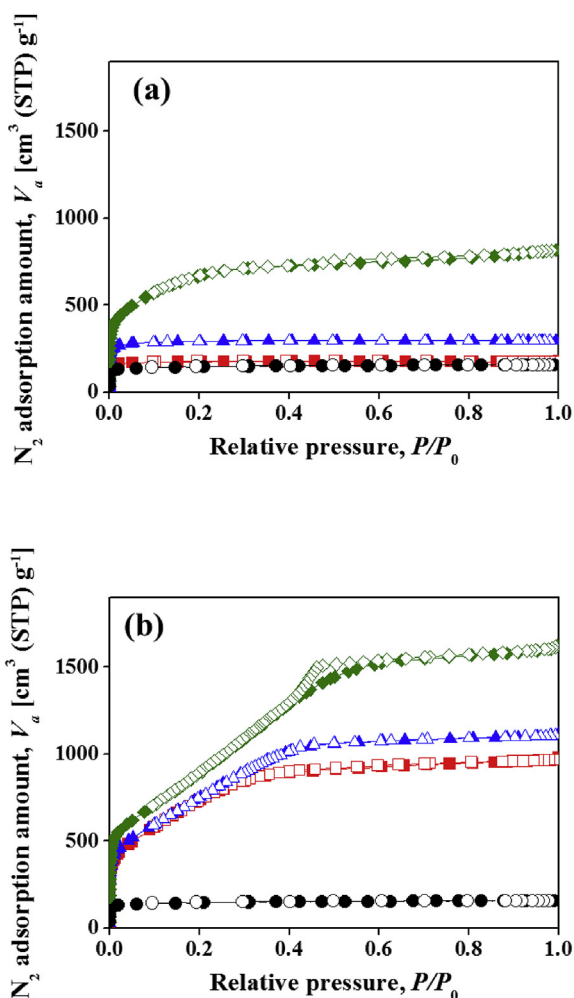 (a)
N₂ adsorption amount, Vₐ [cm³ (STP) g⁻¹]
1500
1000
500
0
0.0 0.2 0.4 0.6 0.8 1.0
Relative pressure, P/P₀
(b)
N₂ adsorption amount, Vₐ [cm³ (STP) g⁻¹]
1500
1000
500
0
0.0 0.2 0.4 0.6 0.8 1.0
Relative pressure, P/P₀